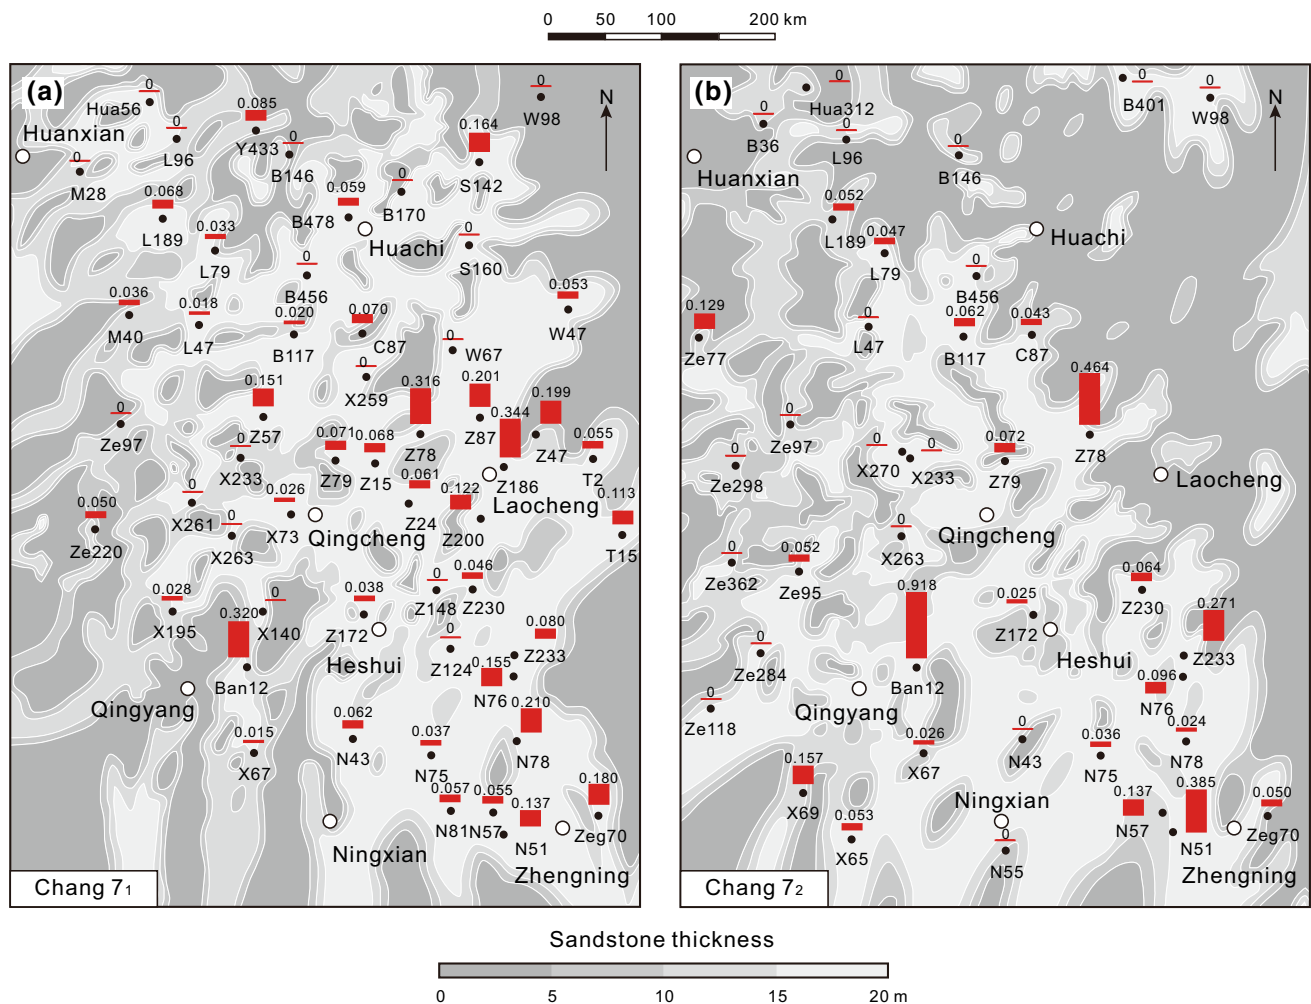 0 50 100 200 km
(a)
N
0
Hua56
Huanxian
0
L96
0.085
Y433
0
B146
0.164
S142
0
W98
0
M28
0.068
L189
0.059
B478
0
B170
Huachi
0.033
L79
0
S160
0
B456
0.053
W47
0.036
M40
0.018
L47
0.020
B117
0.070
C87
0
W67
0
X259
0.151
Z57
0.316
Z78
0.201
Z87
0.199
Z47
0.344
Z186
0
Ze97
0
X233
0.071
Z79
0.068
Z15
0.055
T2
0.061
Z24
0.122
Z200
Laocheng
0.113
T15
0
X261
0.026
X73
Qingcheng
0.050
Ze220
0
X263
0.028
X195
0
X140
0.038
Z172
0
Z148
0.046
Z230
0.320
Ban12
Heshui
0
Z124
0.080
Z233
0.155
N76
Qingyang
0.210
N78
0.015
X67
0.062
N43
0.037
N75
0.057
N81
0.055
N57
0.137
N51
0.180
Zeg70
Ningxian
Zhengning
Chang 7₁
(b)
N
0
Hua312
0
B401
0
W98
0
B36
0
L96
0
B146
Huanxian
0.052
L189
0.047
L79
Huachi
0
B456
0.129
Ze77
0
L47
0.062
B117
0.043
C87
0.464
Z78
0
Ze97
0
X270
0
X233
0.072
Z79
0
Ze298
Laocheng
0
X263
Qingcheng
0
Ze362
0.052
Ze95
0.918
Ban12
0.025
Z172
0.064
Z230
0.271
Z233
Heshui
0
Ze284
0.096
N76
Qingyang
0
Ze118
0.026
X67
0
N43
0.036
N75
0.024
N78
0.157
X69
0.053
X65
Ningxian
0
N55
0.137
N57
0.385
N51
0.050
Zeg70
Zhengning
Chang 7₂
Sandstone thickness
0 5 10 15 20 m